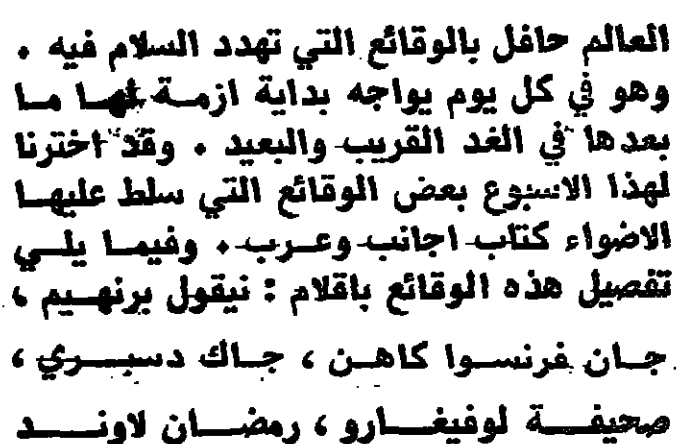 العالم حافل بالوقائع التي تهدد السلام فيه .
وهو في كل يوم يواجه بداية ازمة لها ما
بعدها في الغد القريب والبعيد . وقد اخترنا
لهذا الاسبوع بعض الوقائع التي سلط عليها
الاضواء كتاب اجانب وعرب . وفيما يلي
تفصيل هذه الوقائع باقلام : نيقول برنهيم ،
جان فرنسوا كاهن ، جاك دسبري ،
صحيفة لوفيغارو ، رمضان لاوند